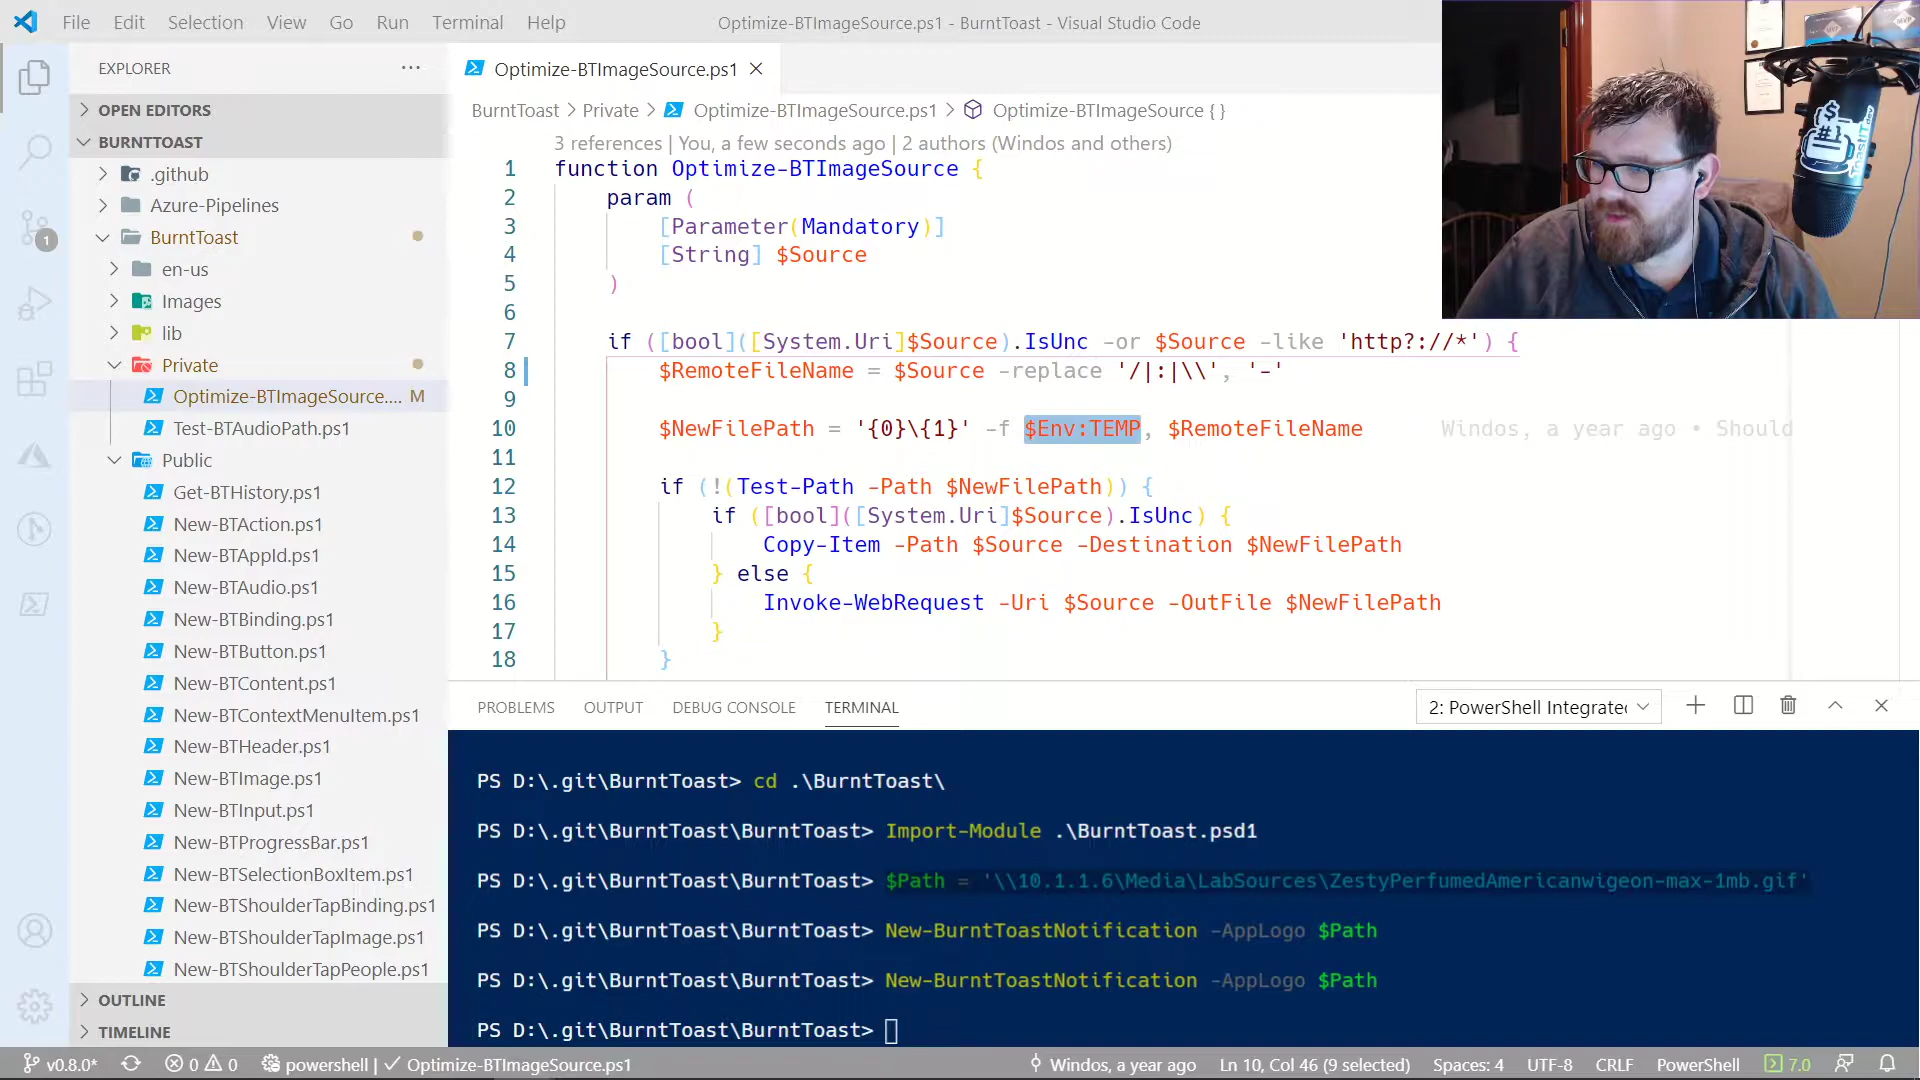 File Edit Selection View Go Run Terminal Help
Optimize-BTImageSource.ps1 - BurntToast - Visual Studio Code
EXPLORER ···
OPEN EDITORS
BURNTTOAST
.github
Azure-Pipelines
BurntToast
en-us
Images
lib
Private
Optimize-BTImageSource.... M
Test-BTAudioPath.ps1
Public
Get-BTHistory.ps1
New-BTAction.ps1
New-BTAppId.ps1
New-BTAudio.ps1
New-BTBinding.ps1
New-BTButton.ps1
New-BTContent.ps1
New-BTContextMenuItem.ps1
New-BTHeader.ps1
New-BTImage.ps1
New-BTInput.ps1
New-BTProgressBar.ps1
New-BTSelectionBoxItem.ps1
New-BTShoulderTapBinding.ps1
New-BTShoulderTapImage.ps1
New-BTShoulderTapPeople.ps1
OUTLINE
TIMELINE
1
Optimize-BTImageSource.ps1
BurntToast > Private > Optimize-BTImageSource.ps1 > Optimize-BTImageSource { }
3 references | You, a few seconds ago | 2 authors (Windos and others)
1 function Optimize-BTImageSource {
2 param (
3 [Parameter(Mandatory)]
4 [String] $Source
5 )
6
7 if ([bool]([System.Uri]$Source).IsUnc -or $Source -like 'http?://*') {
8 $RemoteFileName = $Source -replace '/|:|\\', '-'
9
10 $NewFilePath = '{0}\{1}' -f $Env:TEMP, $RemoteFileName Windos, a year ago • Should
11
12 if (!(Test-Path -Path $NewFilePath)) {
13 if ([bool]([System.Uri]$Source).IsUnc) {
14 Copy-Item -Path $Source -Destination $NewFilePath
15 } else {
16 Invoke-WebRequest -Uri $Source -OutFile $NewFilePath
17 }
18 }
$
#!
ToastIT
dev
PROBLEMS OUTPUT DEBUG CONSOLE TERMINAL
2: PowerShell Integrate
PS D:\.git\BurntToast> cd .\BurntToast\
PS D:\.git\BurntToast\BurntToast> Import-Module .\BurntToast.psd1
PS D:\.git\BurntToast\BurntToast> $Path = '\\10.1.1.6\Media\LabSources\ZestyPerfumedAmericanwigeon-max-1mb.gif'
PS D:\.git\BurntToast\BurntToast> New-BurntToastNotification -AppLogo $Path
PS D:\.git\BurntToast\BurntToast> New-BurntToastNotification -AppLogo $Path
PS D:\.git\BurntToast\BurntToast>
v0.8.0* 0 0 powershell | Optimize-BTImageSource.ps1 Windos, a year ago Ln 10, Col 46 (9 selected) Spaces: 4 UTF-8 CRLF PowerShell 7.0